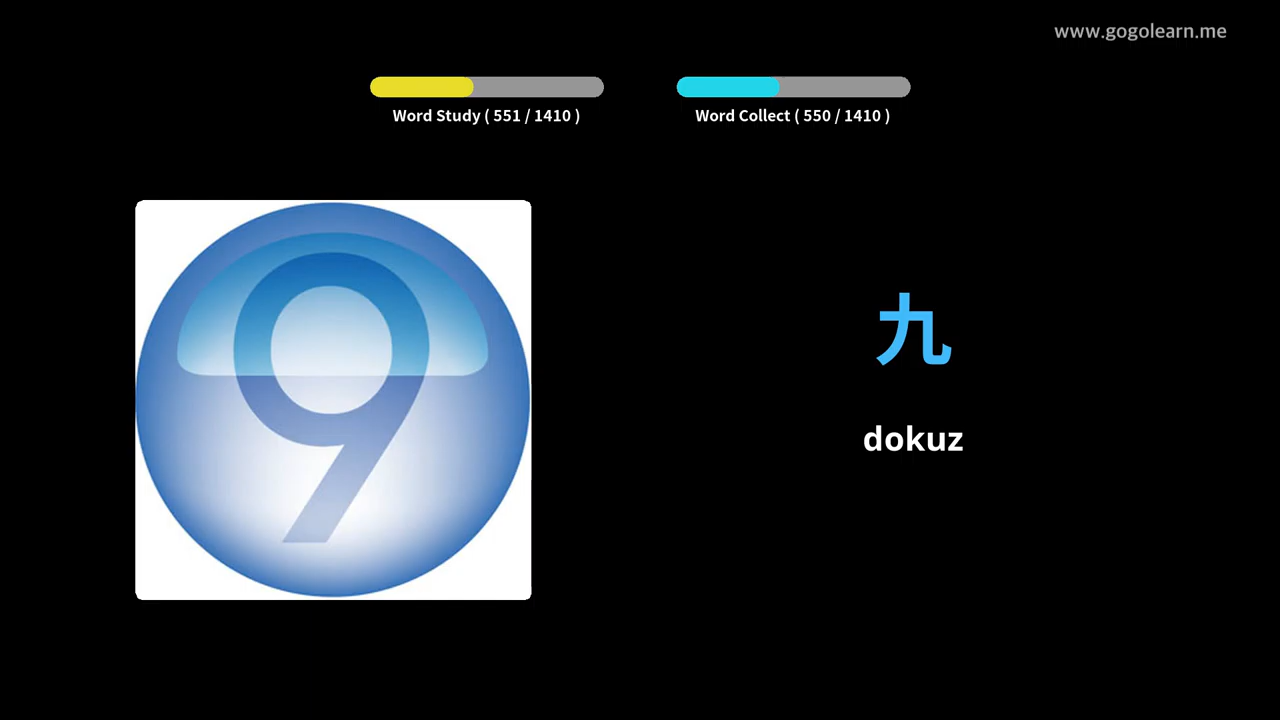 www.gogolearn.me
Word Study ( 551 / 1410 )
Word Collect ( 550 / 1410 )
9
九
dokuz